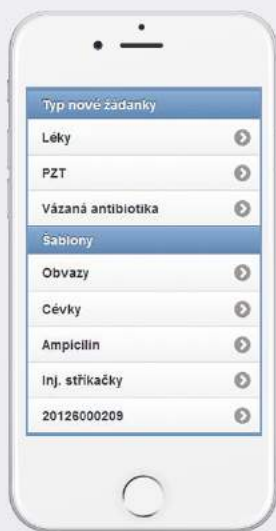 Typ nové žádanky
Léky
PZT
Vázaná antibiotika
Šablony
Obvazy
Cévky
Ampicilin
Inj. stříkačky
20126000209